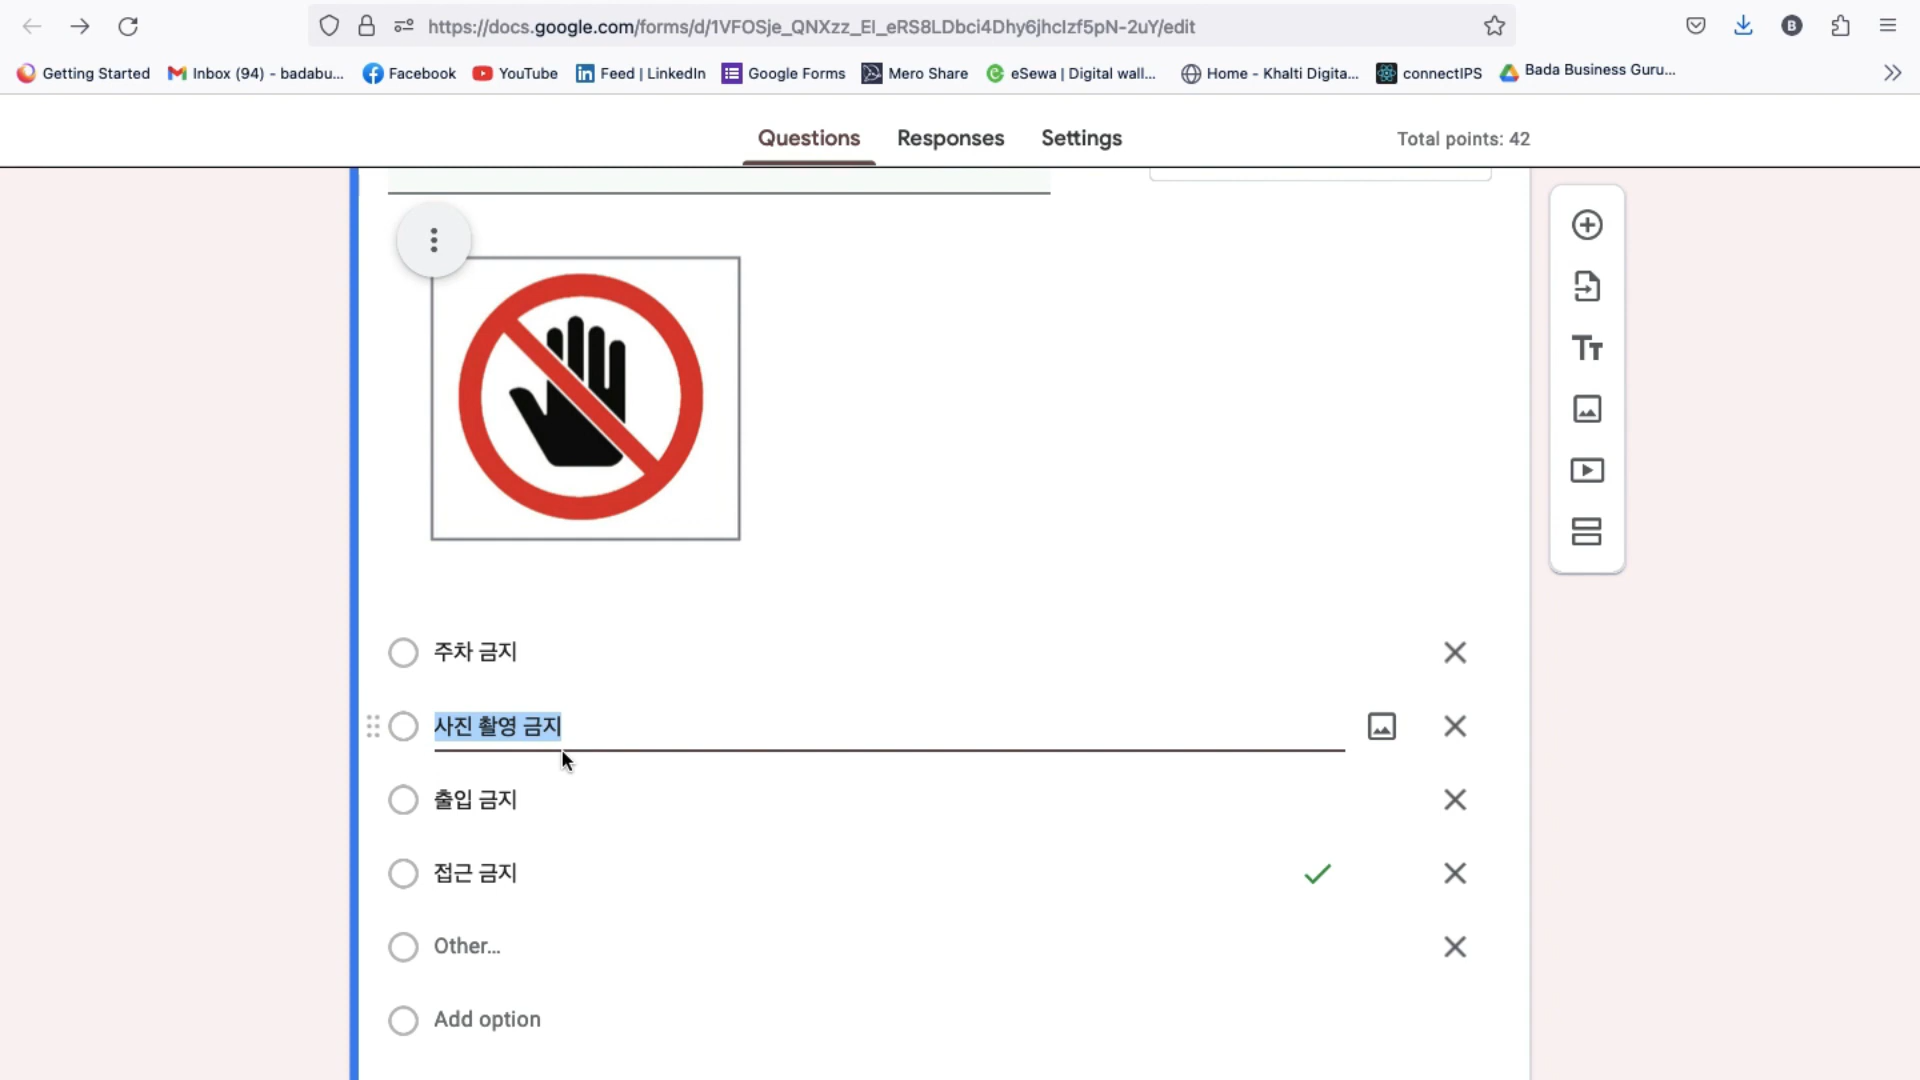 https://docs.google.com/forms/d/1VFOSje_QNXzz_EI_eRS8LDbci4Dhy6jhcIzf5pN-2uY/edit
B
Getting Started
Inbox (94) - badabu...
Facebook
YouTube
Feed | LinkedIn
Google Forms
Mero Share
eSewa | Digital wall...
Home - Khalti Digita...
connectIPS
Bada Business Guru...
Questions
Responses
Settings
Total points: 42
주차 금지
사진 촬영 금지
출입 금지
접근 금지
Other...
Add option